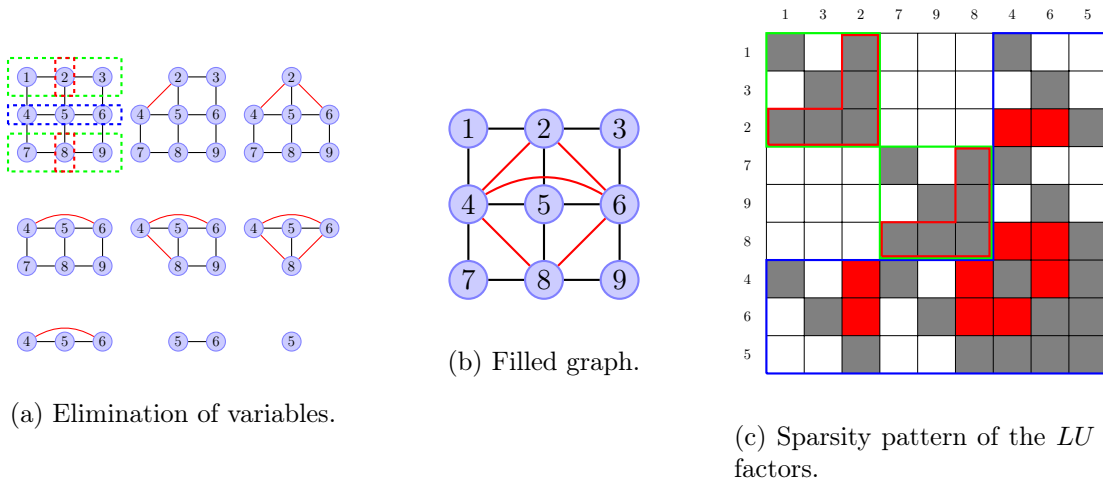 1 2 3 2 3 2
4 5 6 4 5 6 4 5 6
7 8 9 7 8 9 7 8 9
4 5 6 4 5 6 4 5 6
7 8 9 8 9 8
4 5 6 5 6 5
(a) Elimination of variables.
1 2 3
4 5 6
7 8 9
(b) Filled graph.
1 3 2 7 9 8 4 6 5
1
3
2
7
9
8
4
6
5
(c) Sparsity pattern of the LU
factors.